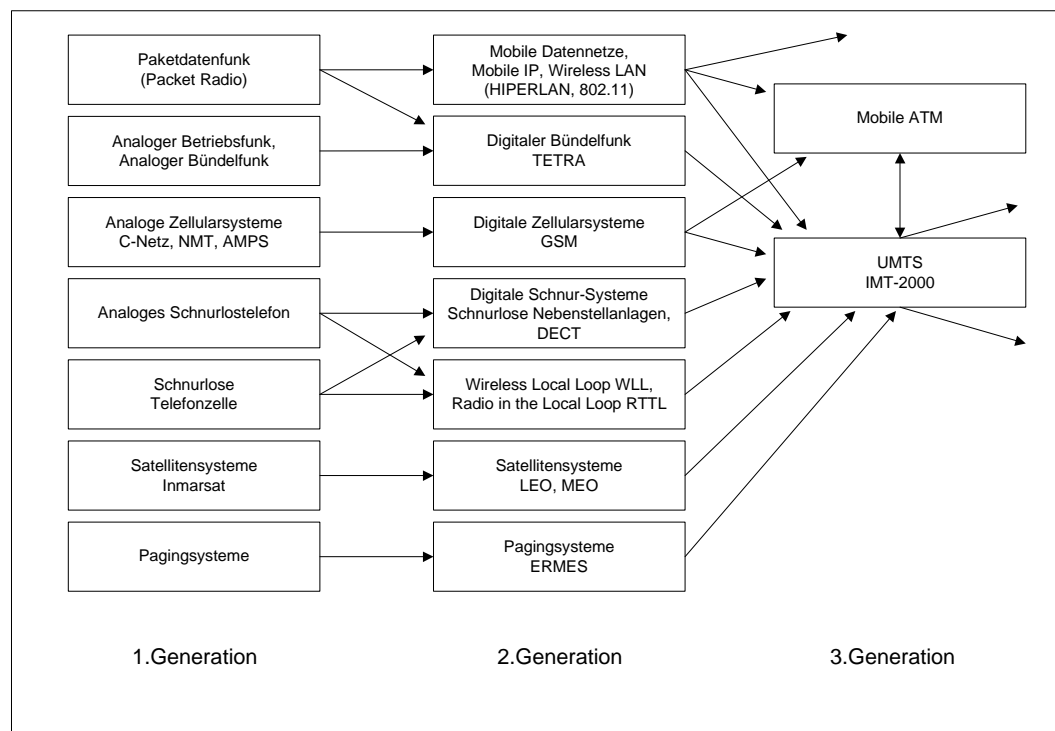 Paketdatenfunk
(Packet Radio)
Analoger Betriebsfunk,
Analoger Bündelfunk
Analoge Zellularsysteme
C-Netz, NMT, AMPS
Analoges Schnurlostelefon
Schnurlose
Telefonzelle
Satellitensysteme
Inmarsat
Pagingsysteme
1.Generation
Mobile Datennetze,
Mobile IP, Wireless LAN
(HIPERLAN, 802.11)
Digitaler Bündelfunk
TETRA
Digitale Zellularsysteme
GSM
Digitale Schnur-Systeme
Schnurlose Nebenstellanlagen,
DECT
Wireless Local Loop WLL,
Radio in the Local Loop RTTL
Satellitensysteme
LEO, MEO
Pagingsysteme
ERMES
2.Generation
Mobile ATM
UMTS
IMT-2000
3.Generation